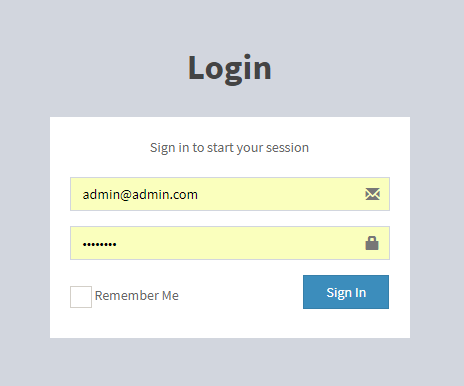 Login
Sign in to start your session
admin@admin.com
••••••••
Remember Me
Sign In